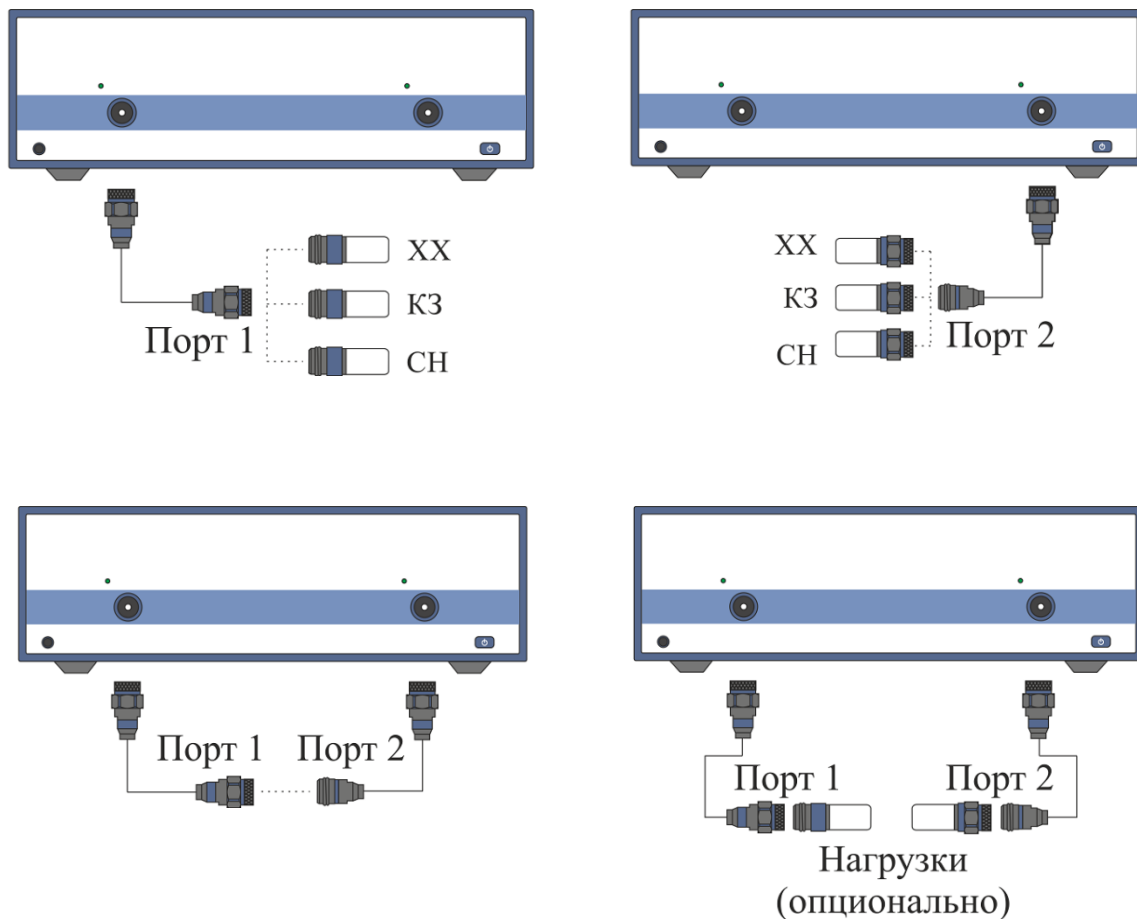 ХХ
КЗ
СН
Порт 1
ХХ
КЗ
СН
Порт 2
Порт 1
Порт 2
Порт 1
Порт 2
Нагрузки
(опционально)